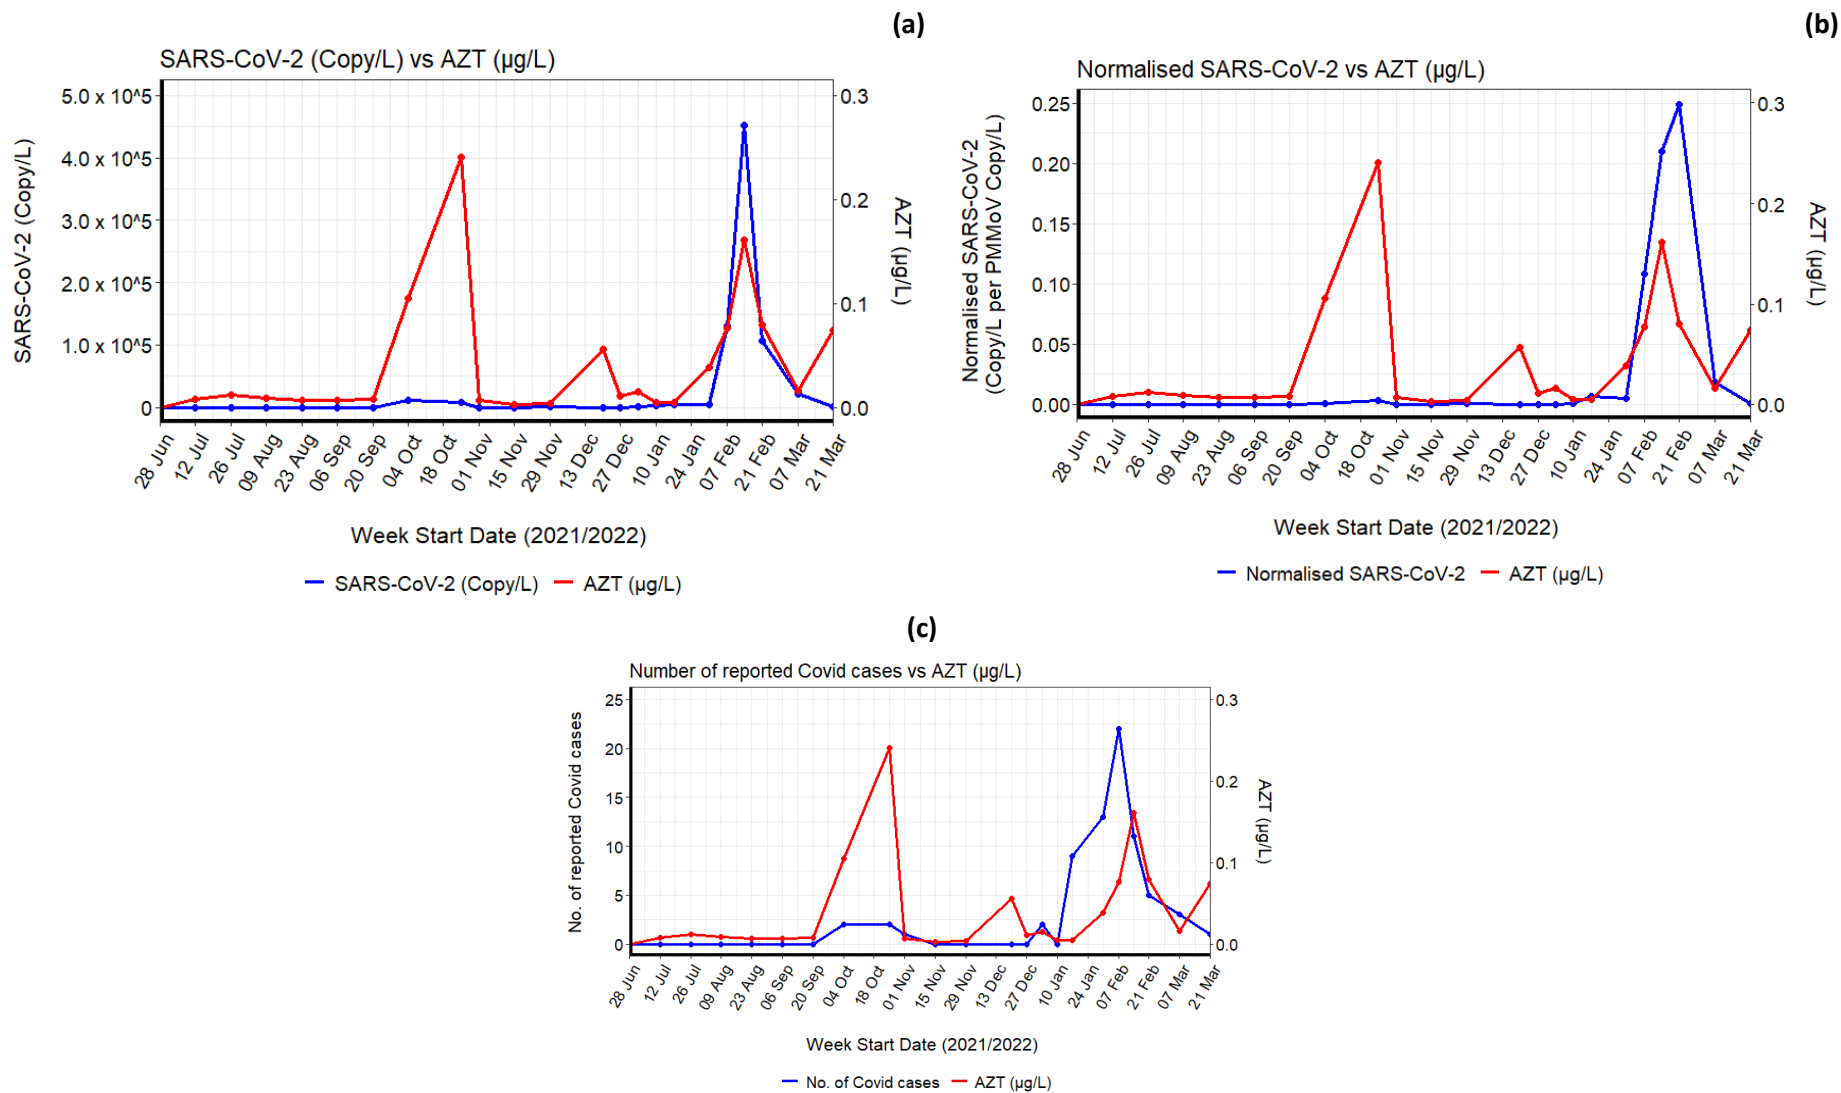 (a)
SARS-CoV-2 (Copy/L) vs AZT (µg/L)
5.0 x 10^5
4.0 x 10^5
3.0 x 10^5
2.0 x 10^5
1.0 x 10^5
0
SARS-CoV-2 (Copy/L)
0.3
0.2
0.1
0.0
AZT (µg/L)
28 Jun 12 Jul 26 Jul 09 Aug 23 Aug 06 Sep 20 Sep 04 Oct 18 Oct 01 Nov 15 Nov 29 Nov 13 Dec 27 Dec 10 Jan 24 Jan 07 Feb 21 Feb 07 Mar 21 Mar
Week Start Date (2021/2022)
SARS-CoV-2 (Copy/L) AZT (µg/L)
(b)
Normalised SARS-CoV-2 vs AZT (µg/L)
0.25
0.20
0.15
0.10
0.05
0.00
Normalised SARS-CoV-2
(Copy/L per PMMoV Copy/L)
0.3
0.2
0.1
0.0
AZT (µg/L)
28 Jun 12 Jul 26 Jul 09 Aug 23 Aug 06 Sep 20 Sep 04 Oct 18 Oct 01 Nov 15 Nov 29 Nov 13 Dec 27 Dec 10 Jan 24 Jan 07 Feb 21 Feb 07 Mar 21 Mar
Week Start Date (2021/2022)
Normalised SARS-CoV-2 AZT (µg/L)
(c)
Number of reported Covid cases vs AZT (µg/L)
25
20
15
10
5
0
No. of reported Covid cases
0.3
0.2
0.1
0.0
AZT (µg/L)
28 Jun 12 Jul 26 Jul 09 Aug 23 Aug 06 Sep 20 Sep 04 Oct 18 Oct 01 Nov 15 Nov 29 Nov 13 Dec 27 Dec 10 Jan 24 Jan 07 Feb 21 Feb 07 Mar 21 Mar
Week Start Date (2021/2022)
No. of Covid cases AZT (µg/L)